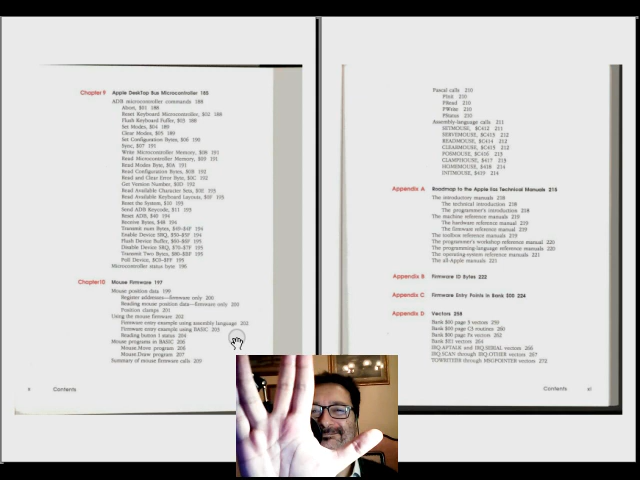 Chapter 9 Apple DeskTop Bus Microcontroller 185
ADB microcontroller commands 188
Abort, $01 188
Reset Keyboard Microcontroller, $02 188
Flush Keyboard Buffer, $03 188
Set Modes, $04 189
Clear Modes, $05 189
Set Configuration Bytes, $06 190
Sync, $07 191
Write Microcontroller Memory, $08 191
Read Microcontroller Memory, $09 191
Read Modes Byte, $0A 191
Read Configuration Bytes, $0B 192
Read and Clear Error Byte, $0C 192
Get Version Number, $0D 192
Read Available Character Sets, $0E 193
Read Available Keyboard Layouts, $0F 193
Reset the System, $10 193
Send ADB Keycode, $11 193
Reset ADB, $40 194
Receive Bytes, $48 194
Transmit num Bytes, $49-$4F 194
Enable Device SRQ, $50-$5F 194
Flush Device Buffer, $60-$6F 195
Disable Device SRQ, $70-$7F 195
Transmit Two Bytes, $80-$BF 195
Poll Device, $C0-$FF 195
Microcontroller status byte 196
Chapter 10 Mouse Firmware 197
Mouse position data 199
Register addresses—firmware only 200
Reading mouse position data—firmware only 200
Position clamps 201
Using the mouse firmware 202
Firmware entry example using assembly language 202
Firmware entry example using BASIC 203
Reading button 1 status 204
Mouse programs in BASIC 206
Mouse.Move program 206
Mouse.Draw program 207
Summary of mouse firmware calls 209
x Contents
Pascal calls 210
PInit 210
PRead 210
PWrite 210
PStatus 210
Assembly-language calls 211
SETMOUSE, $C412 211
SERVEMOUSE, $C413 212
READMOUSE, $C414 212
CLEARMOUSE, $C415 212
POSMOUSE, $C416 213
CLAMPMOUSE, $C417 213
HOMEMOUSE, $C418 214
INITMOUSE, $C419 214
Appendix A Roadmap to the Apple IIGS Technical Manuals 215
The introductory manuals 218
The technical introduction 218
The programmer's introduction 218
The machine reference manuals 219
The hardware reference manual 219
The firmware reference manual 219
The toolbox reference manuals 219
The programmer's workshop reference manual 220
The programming-language reference manuals 220
The operating-system reference manuals 221
The all-Apple manuals 221
Appendix B Firmware ID Bytes 222
Appendix C Firmware Entry Points in Bank $00 224
Appendix D Vectors 258
Bank $00 page 3 vectors 259
Bank $00 page C3 routines 260
Bank $00 page Fx vectors 262
Bank $E1 vectors 264
IRQ.APTALK and IRQ.SERIAL vectors 266
IRQ.SCAN through IRQ.OTHER vectors 267
TOWRITEBR through MSGPOINTER vectors 272
Contents xi